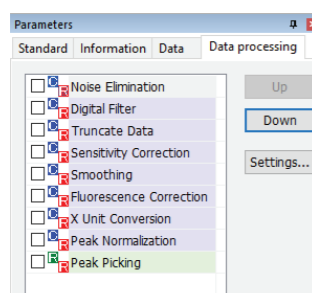 Parameters
Standard Information Data Data processing
Noise Elimination
Digital Filter
Truncate Data
Sensitivity Correction
Smoothing
Fluorescence Correction
X Unit Conversion
Peak Normalization
Peak Picking
Up
Down
Settings...